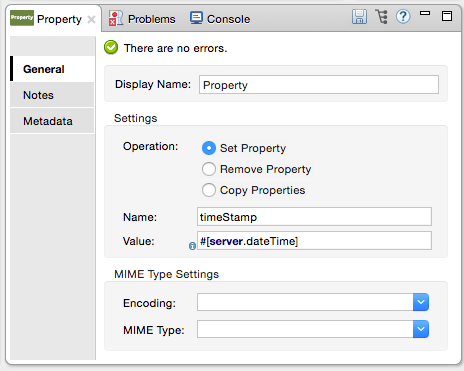 Property Property Problems Console
There are no errors.
General
Notes
Metadata
Display Name: Property
Settings
Operation: Set Property
Remove Property
Copy Properties
Name: timeStamp
Value: #[server.dateTime]
MIME Type Settings
Encoding:
MIME Type: